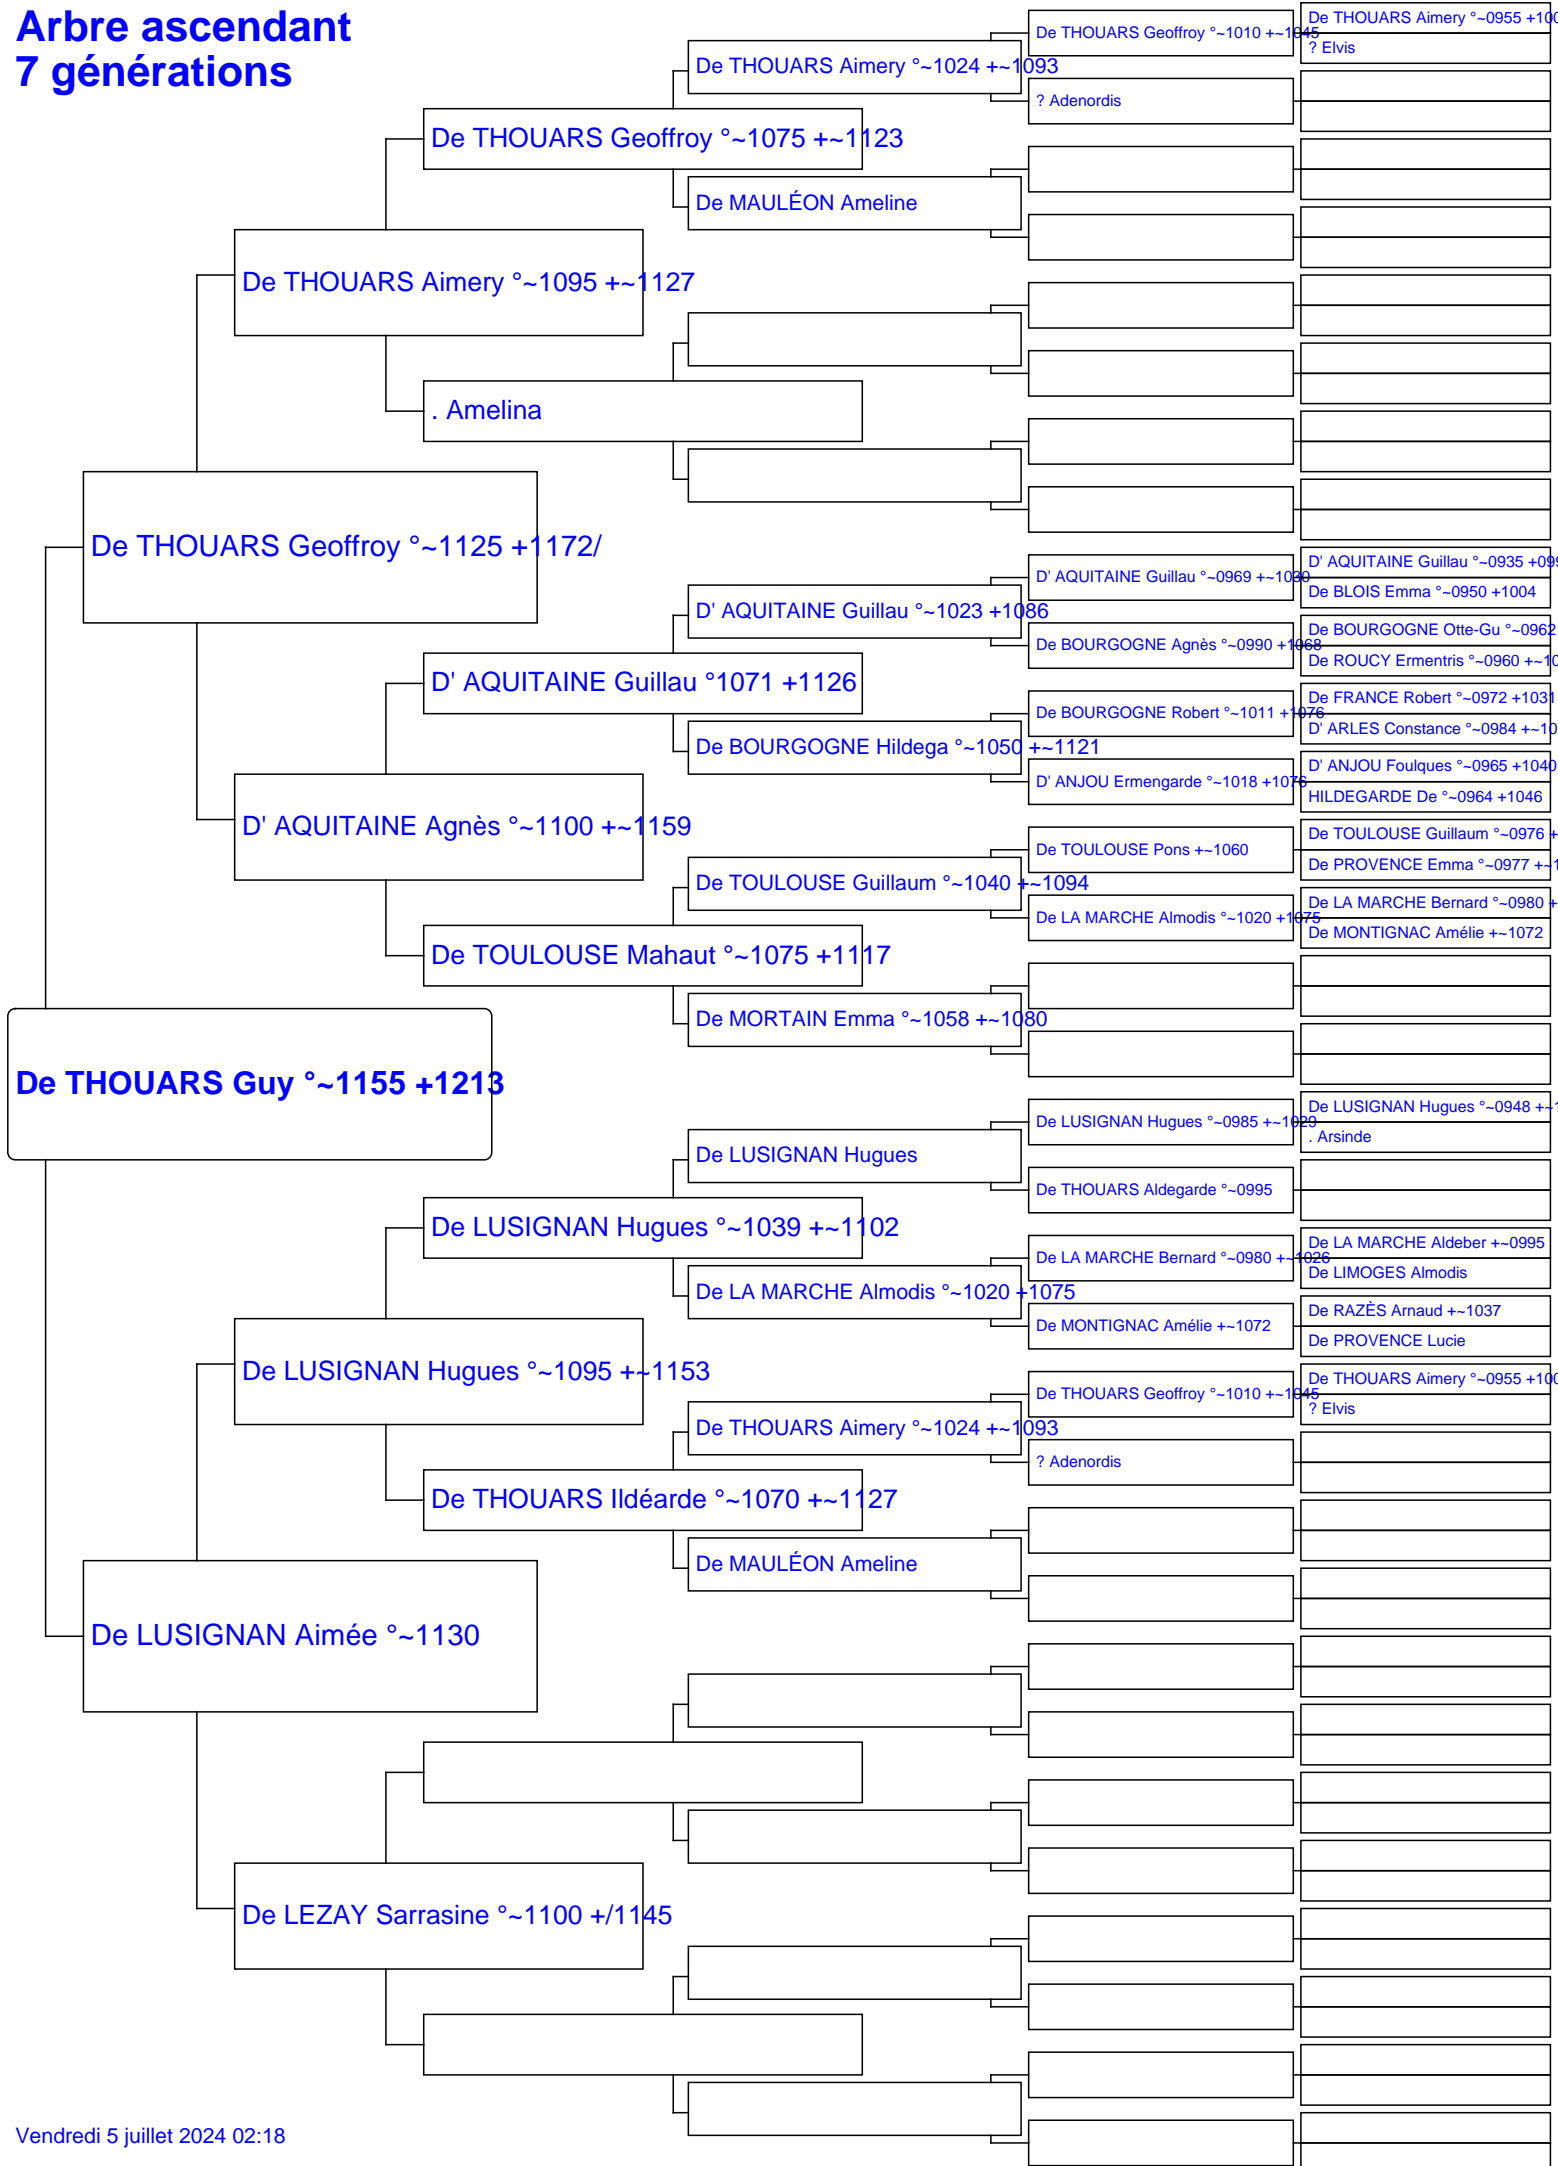 Arbre ascendant
7 générations
De THOUARS Guy °~1155 +1213
De THOUARS Geoffroy °~1125 +1172/
De LUSIGNAN Aimée °~1130
De THOUARS Aimery °~1095 +~1127
D' AQUITAINE Agnès °~1100 +~1159
De LUSIGNAN Hugues °~1095 +~1153
De LEZAY Sarrasine °~1100 +/1145
De THOUARS Geoffroy °~1075 +~1123
. Amelina
D' AQUITAINE Guillau °1071 +1126
De TOULOUSE Mahaut °~1075 +1117
De LUSIGNAN Hugues °~1039 +~1102
De THOUARS Ildéarde °~1070 +~1127
De THOUARS Aimery °~1024 +~1093
De MAULÉON Ameline
D' AQUITAINE Guillau °~1023 +1086
De BOURGOGNE Hildega °~1050 +~1121
De TOULOUSE Guillaum °~1040 +~1094
De MORTAIN Emma °~1058 +~1080
De LUSIGNAN Hugues
De LA MARCHE Almodis °~1020 +1075
De THOUARS Aimery °~1024 +~1093
De MAULÉON Ameline
De THOUARS Geoffroy °~1010 +~1045
? Adenordis
D' AQUITAINE Guillau °~0969 +~1030
De BOURGOGNE Agnès °~0990 +1068
De BOURGOGNE Robert °~1011 +1076
D' ANJOU Ermengarde °~1018 +1076
De TOULOUSE Pons +~1060
De LA MARCHE Almodis °~1020 +1075
De LUSIGNAN Hugues °~0985 +~1029
De THOUARS Aldegarde °~0995
De LA MARCHE Bernard °~0980 +~1026
De MONTIGNAC Amélie +~1072
De THOUARS Geoffroy °~1010 +~1045
? Adenordis
De THOUARS Aimery °~0955 +100
? Elvis
D' AQUITAINE Guillau °~0935 +099
De BLOIS Emma °~0950 +1004
De BOURGOGNE Otte-Gu °~0962
De ROUCY Ermentris °~0960 +~10
De FRANCE Robert °~0972 +1031
D' ARLES Constance °~0984 +~10
D' ANJOU Foulques °~0965 +1040
HILDEGARDE De °~0964 +1046
De TOULOUSE Guillaum °~0976 +
De PROVENCE Emma °~0977 +~1
De LA MARCHE Bernard °~0980 +
De MONTIGNAC Amélie +~1072
De LUSIGNAN Hugues °~0948 +~1
. Arsinde
De LA MARCHE Aldeber +~0995
De LIMOGES Almodis
De RAZÈS Arnaud +~1037
De PROVENCE Lucie
De THOUARS Aimery °~0955 +100
? Elvis
Vendredi 5 juillet 2024 02:18